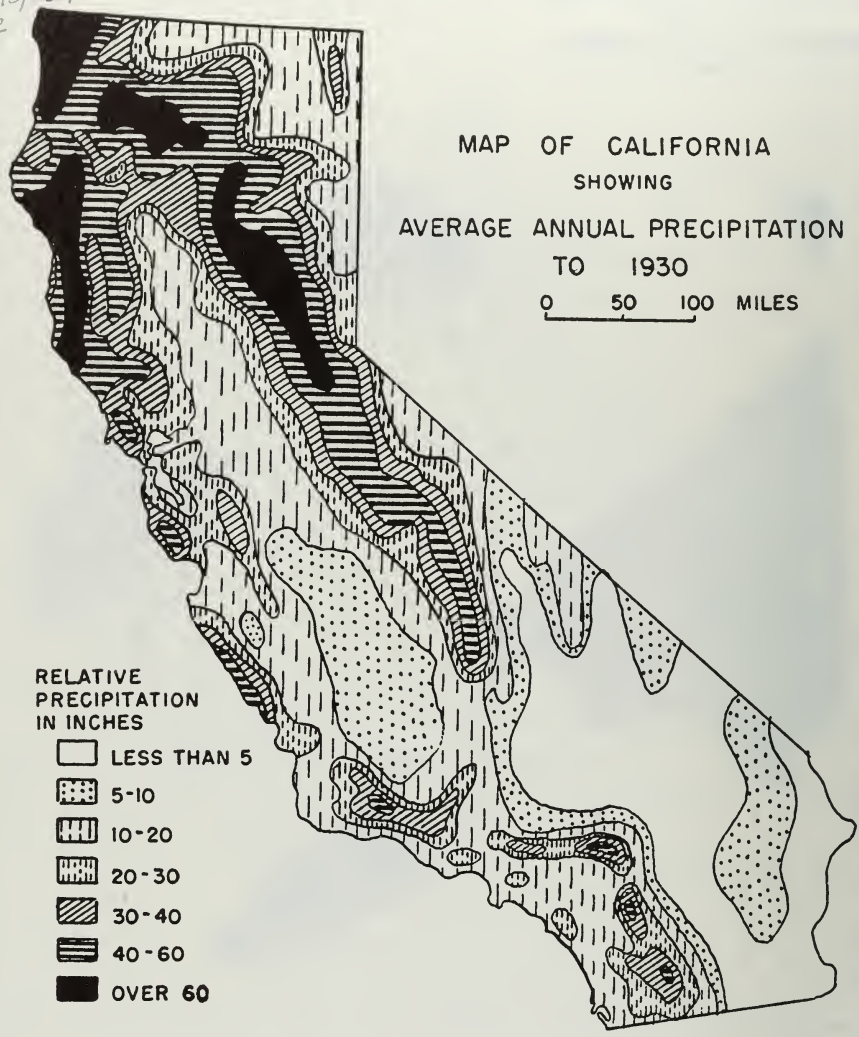 MAP OF CALIFORNIA
SHOWING
AVERAGE ANNUAL PRECIPITATION
TO 1930
0 50 100 MILES
RELATIVE
PRECIPITATION
IN INCHES
LESS THAN 5
5-10
10-20
20-30
30-40
40-60
OVER 60